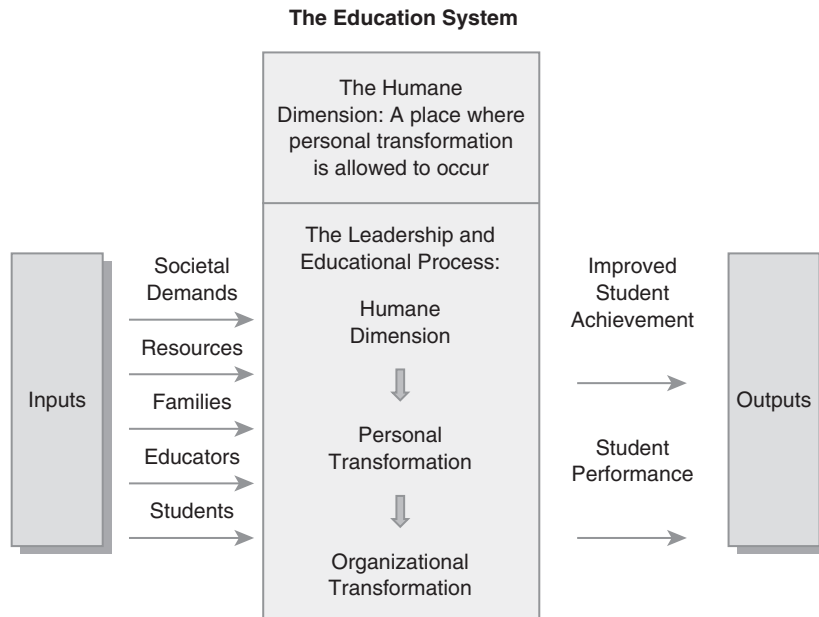 The Education System
The Humane
Dimension: A place where
personal transformation
is allowed to occur
Inputs
Societal
Demands
Resources
Families
Educators
Students
The Leadership and
Educational Process:
Humane
Dimension
Personal
Transformation
Organizational
Transformation
Improved
Student
Achievement
Student
Performance
Outputs